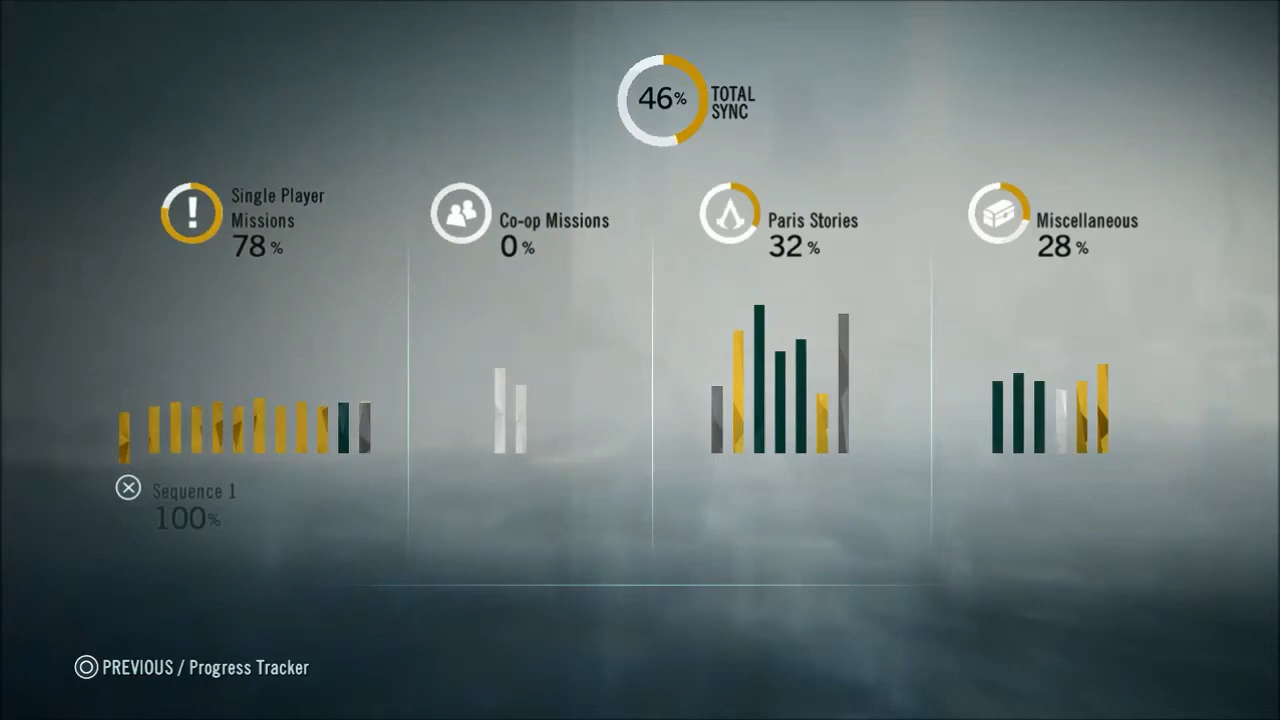 46%
TOTAL
SYNC
Single Player
Missions
78 %
Co-op Missions
0 %
Paris Stories
32 %
Miscellaneous
28 %
Sequence 1
100%
PREVIOUS / Progress Tracker